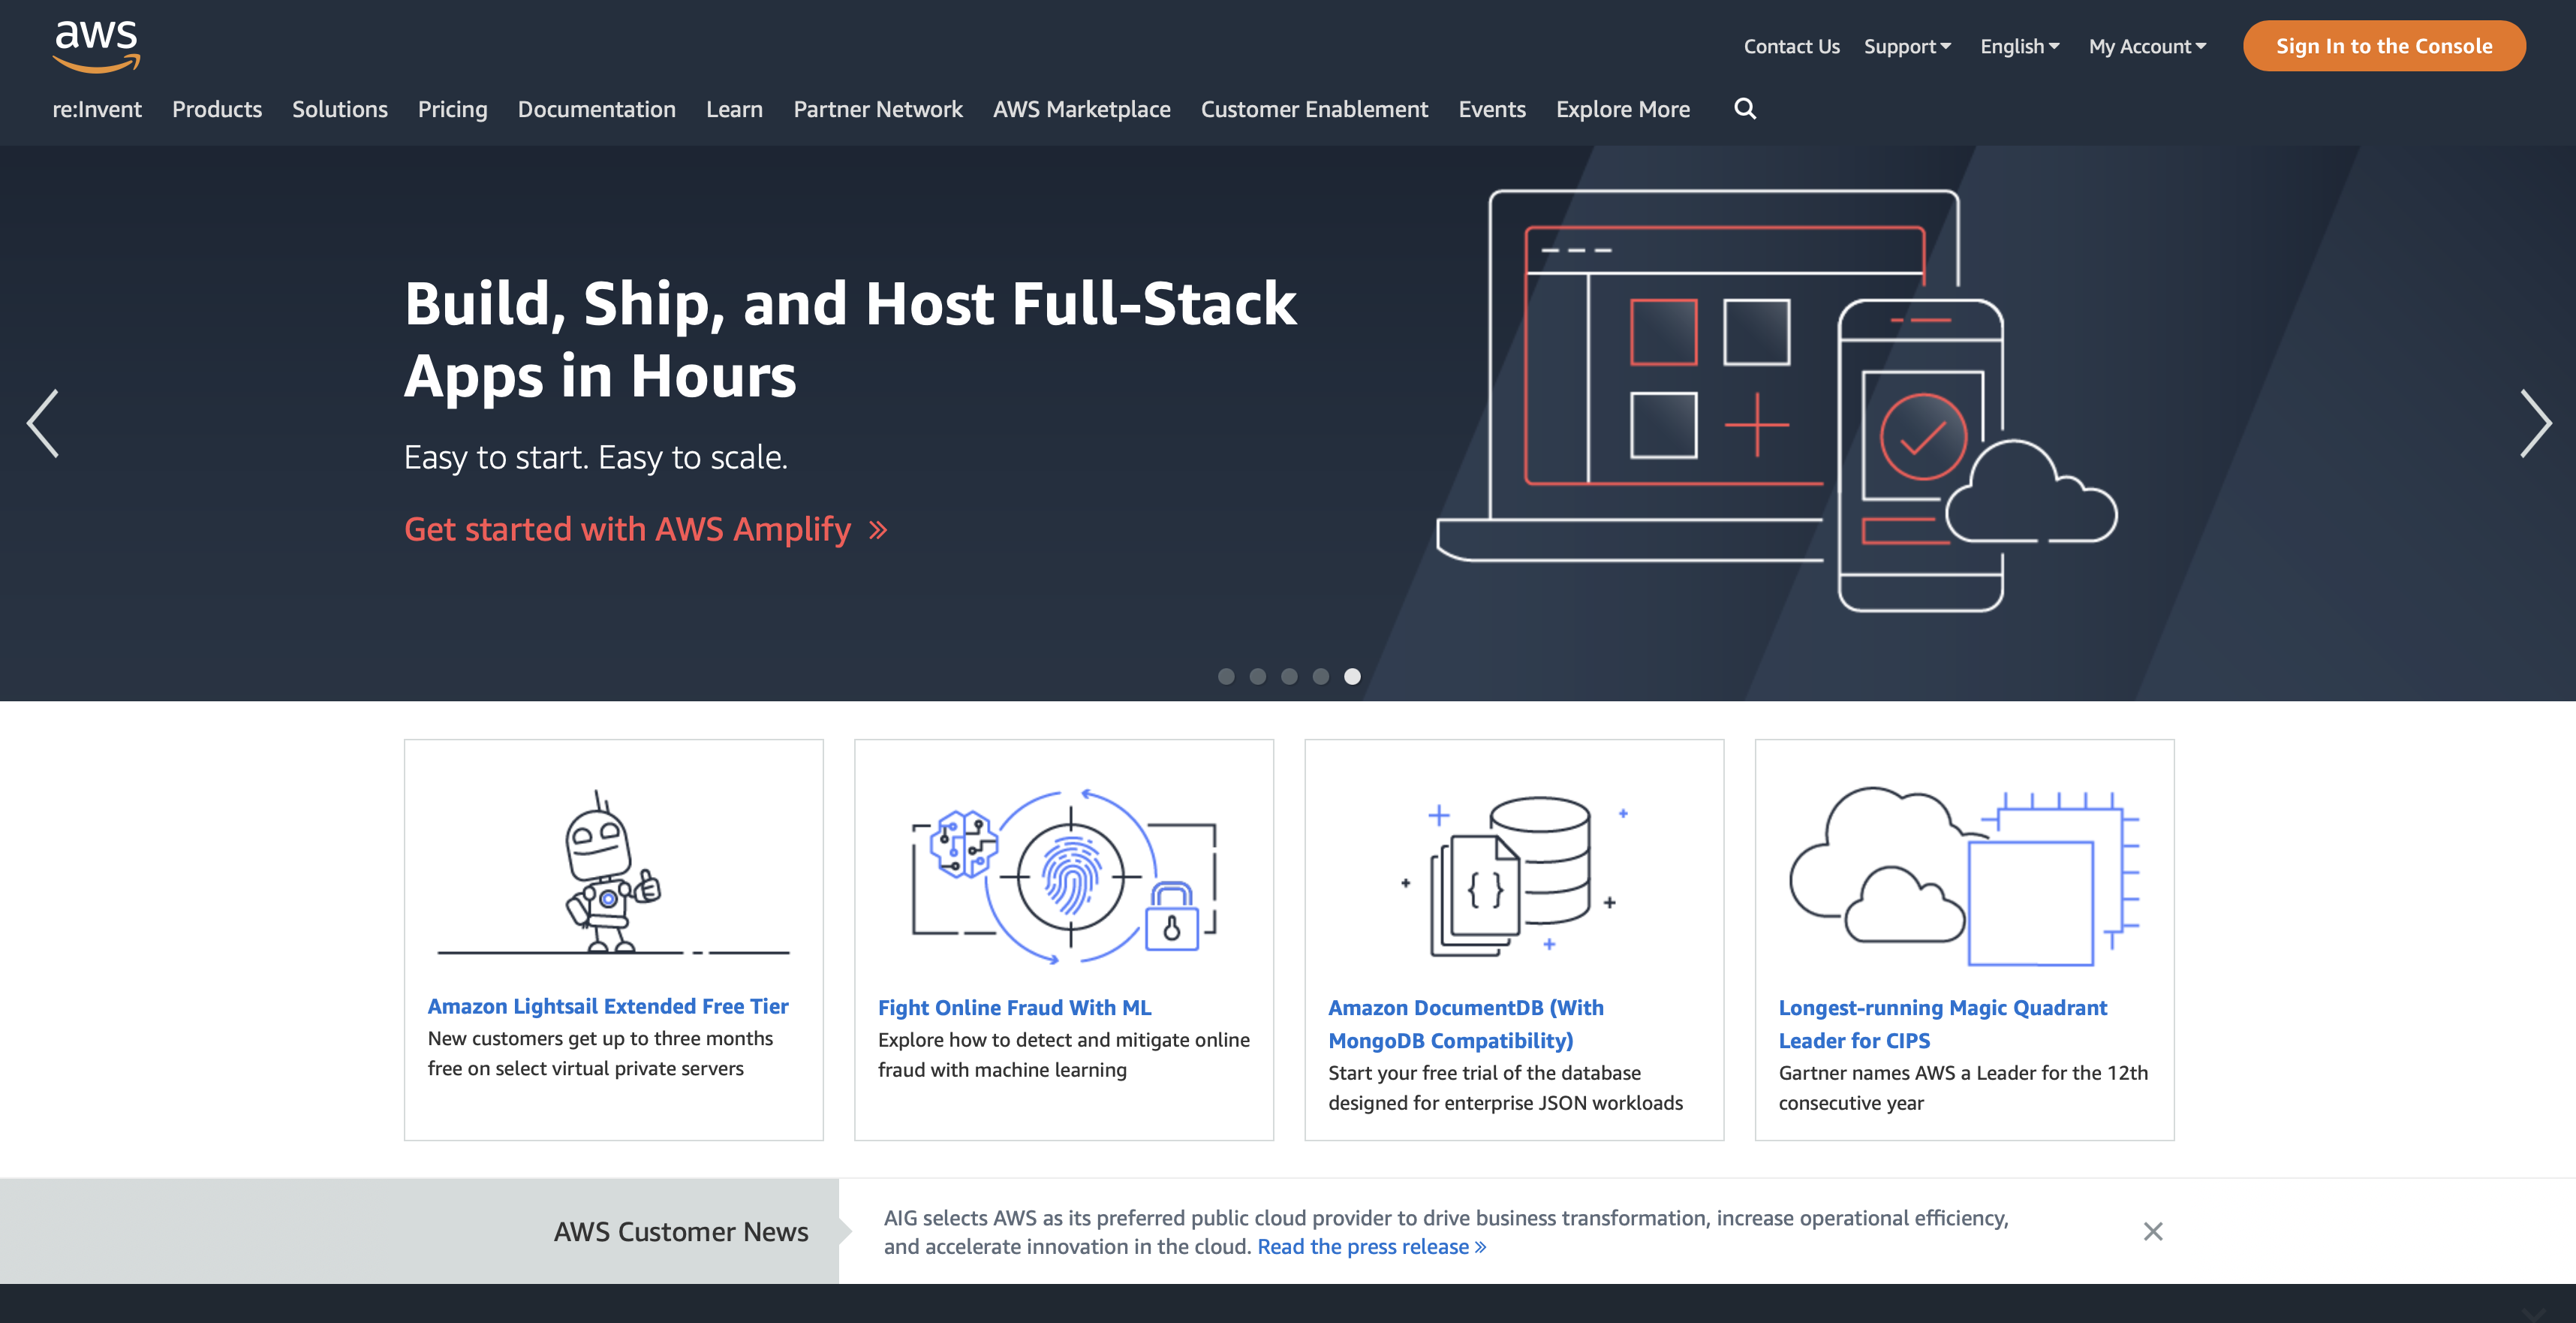 aws
Contact Us Support English My Account Sign In to the Console
re:Invent Products Solutions Pricing Documentation Learn Partner Network AWS Marketplace Customer Enablement Events Explore More
Build, Ship, and Host Full-Stack
Apps in Hours
Easy to start. Easy to scale.
Get started with AWS Amplify »
{ }
Amazon Lightsail Extended Free Tier
New customers get up to three months
free on select virtual private servers
Fight Online Fraud With ML
Explore how to detect and mitigate online
fraud with machine learning
Amazon DocumentDB (With
MongoDB Compatibility)
Start your free trial of the database
designed for enterprise JSON workloads
Longest-running Magic Quadrant
Leader for CIPS
Gartner names AWS a Leader for the 12th
consecutive year
AWS Customer News
AIG selects AWS as its preferred public cloud provider to drive business transformation, increase operational efficiency,
and accelerate innovation in the cloud. Read the press release »